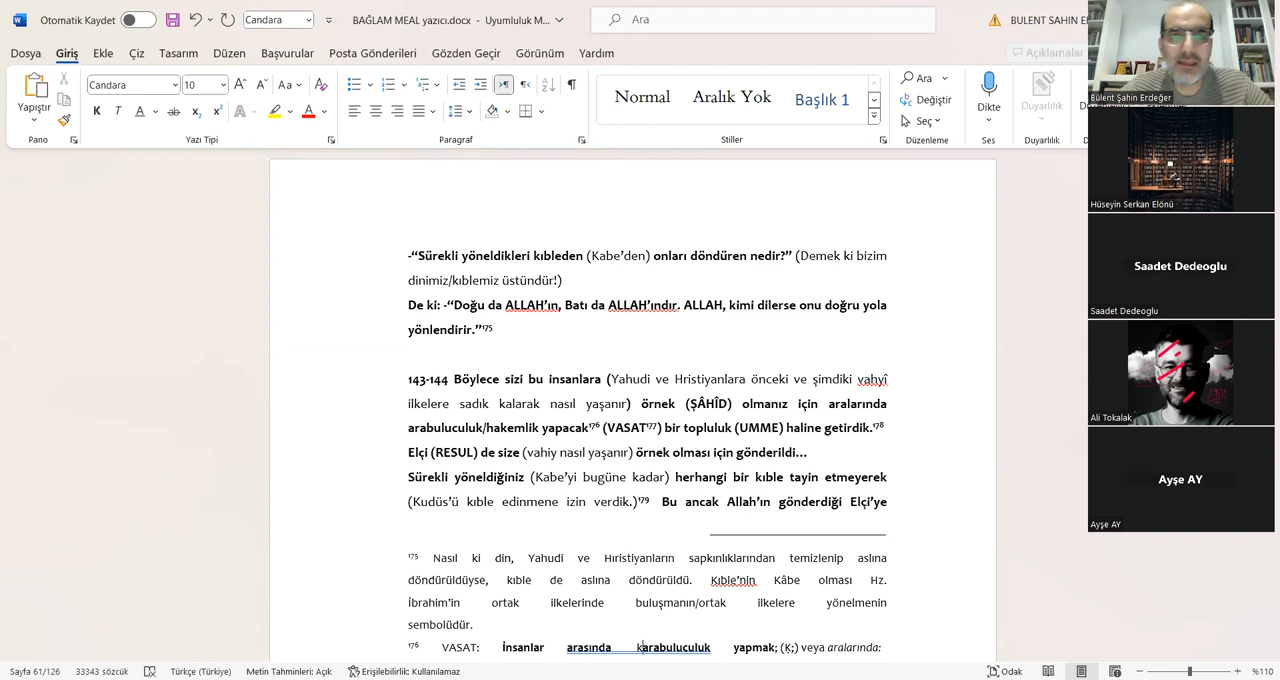 Otomatik Kaydet
Candara
BAĞLAM MEAL yazıcı.docx - Uyumluluk M...
Ara
BULENT SAHIN E
Dosya
Giriş
Ekle
Çiz
Tasarım
Düzen
Başvurular
Posta Gönderileri
Gözden Geçir
Görünüm
Yardım
Açıklamalar
Yapıştır
Pano
Candara
10
Yazı Tipi
Paragraf
Normal
Aralık Yok
Başlık 1
Stiller
Ara
Değiştir
Seç
Düzenleme
Dikte
Ses
Duyarlılık
Duyarlılık
-“Sürekli yöneldikleri kıbleden (Kabe’den) onları döndüren nedir?” (Demek ki bizim
dinimiz/kıblemiz üstündür!)
De ki: -“Doğu da ALLAH’ın, Batı da ALLAH’ındır. ALLAH, kimi dilerse onu doğru yola
yönlendirir.”¹⁷⁵
143-144 Böylece sizi bu insanlara (Yahudi ve Hristiyanlara önceki ve şimdiki vahyî
ilkelere sadık kalarak nasıl yaşanır) örnek (ŞÂHÎD) olmanız için aralarında
arabuluculuk/hakemlik yapacak¹⁷⁶ (VASAT¹⁷⁷) bir topluluk (UMME) haline getirdik.¹⁷⁸
Elçi (RESUL) de size (vahiy nasıl yaşanır) örnek olması için gönderildi…
Sürekli yöneldiğiniz (Kabe’yi bugüne kadar) herhangi bir kıble tayin etmeyerek
(Kudüs’ü kıble edinmene izin verdik.)¹⁷⁹ Bu ancak Allah’ın gönderdiği Elçi’ye
¹⁷⁵ Nasıl ki din, Yahudi ve Hıristiyanların sapkınlıklarından temizlenip aslına
döndürüldüyse, kıble de aslına döndürüldü. Kıble’nin Kâbe olması Hz.
İbrahim’in ortak ilkelerinde buluşmanın/ortak ilkelere yönelmenin
sembolüdür.
¹⁷⁶ VASAT: İnsanlar arasında karabuluculuk yapmak; (K;) veya aralarında:
Bülent Şahin Erdeğer
Hüseyin Serkan Elönü
Saadet Dedeoglu
Saadet Dedeoglu
Ali Tokalak
Ayşe AY
Ayşe AY
Sayfa 61/126
33343 sözcük
Türkçe (Türkiye)
Metin Tahminleri: Açık
Erişilebilirlik: Kullanılamaz
Odak
%110